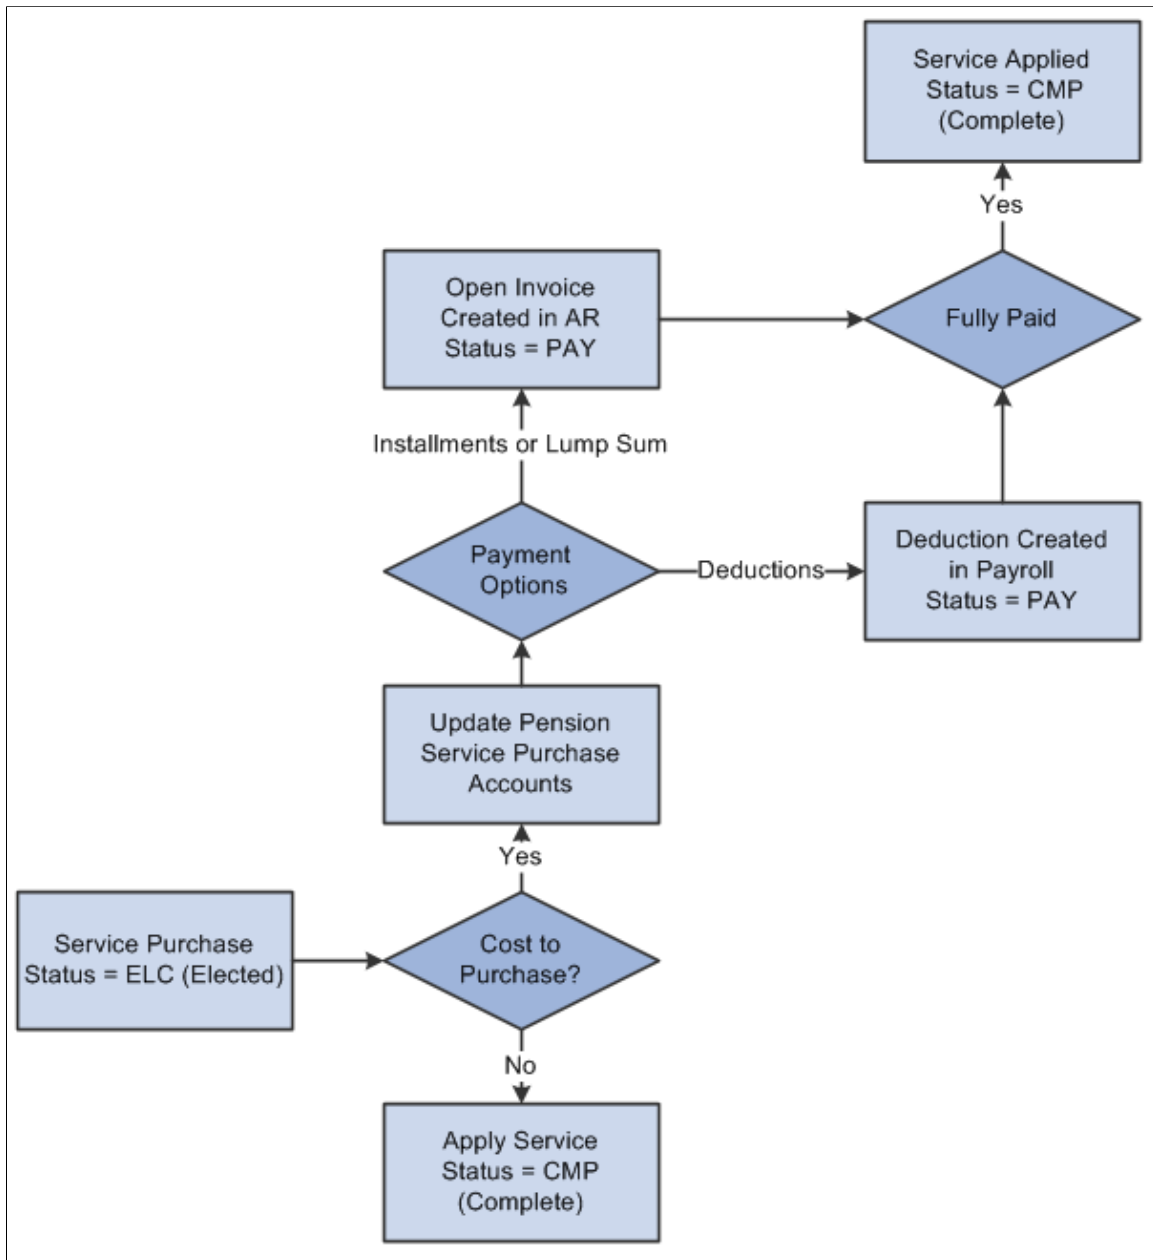 Service Applied
Status = CMP
(Complete)
Yes
Open Invoice
Created in AR
Status = PAY
Fully Paid
Installments or Lump Sum
Payment
Options
Deductions
Deduction Created
in Payroll
Status = PAY
Update Pension
Service Purchase
Accounts
Yes
Service Purchase
Status = ELC (Elected)
Cost to
Purchase?
No
Apply Service
Status = CMP
(Complete)